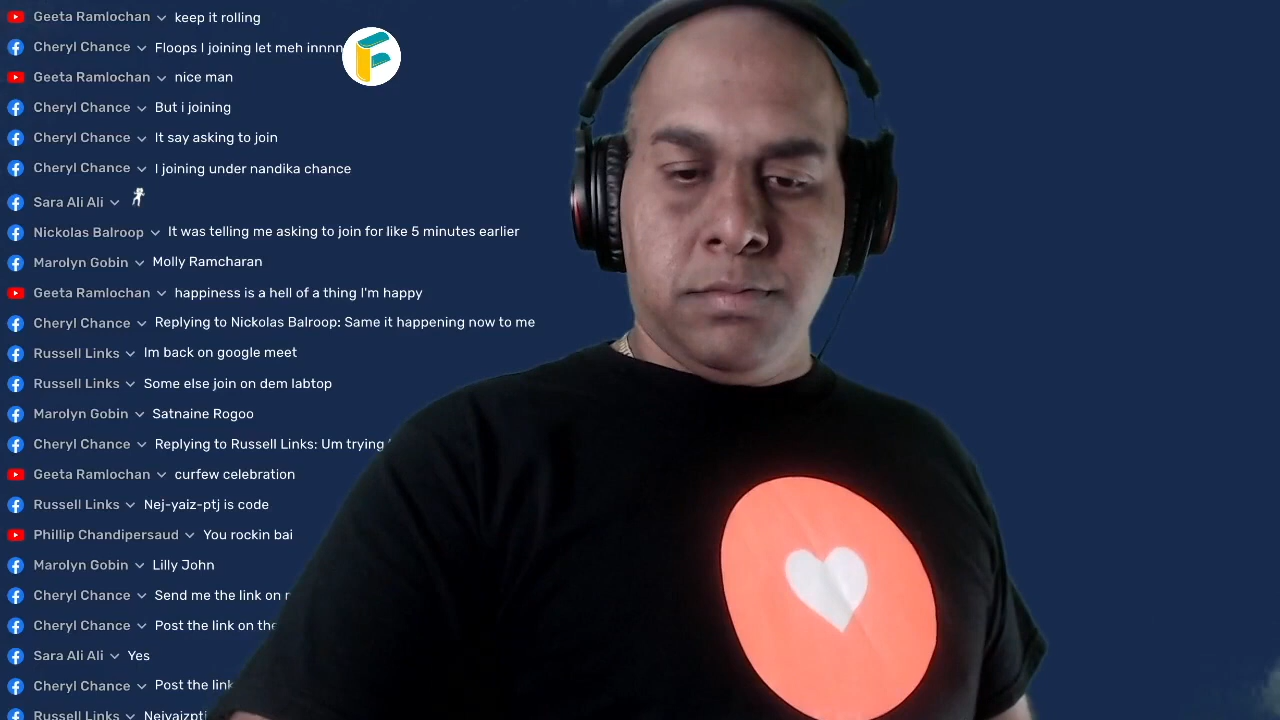 Geeta Ramlochan keep it rolling
Cheryl Chance Floops I joining let meh innnn
Geeta Ramlochan nice man
Cheryl Chance But i joining
Cheryl Chance It say asking to join
Cheryl Chance I joining under nandika chance
Sara Ali Ali
Nickolas Balroop It was telling me asking to join for like 5 minutes earlier
Marolyn Gobin Molly Ramcharan
Geeta Ramlochan happiness is a hell of a thing I'm happy
Cheryl Chance Replying to Nickolas Balroop: Same it happening now to me
Russell Links Im back on google meet
Russell Links Some else join on dem labtop
Marolyn Gobin Satnaine Rogoo
Cheryl Chance Replying to Russell Links: Um trying
Geeta Ramlochan curfew celebration
Russell Links Nej-yaiz-ptj is code
Phillip Chandipersaud You rockin bai
Marolyn Gobin Lilly John
Cheryl Chance Send me the link on
Cheryl Chance Post the link on the
Sara Ali Ali Yes
Cheryl Chance Post the link
Russell Links